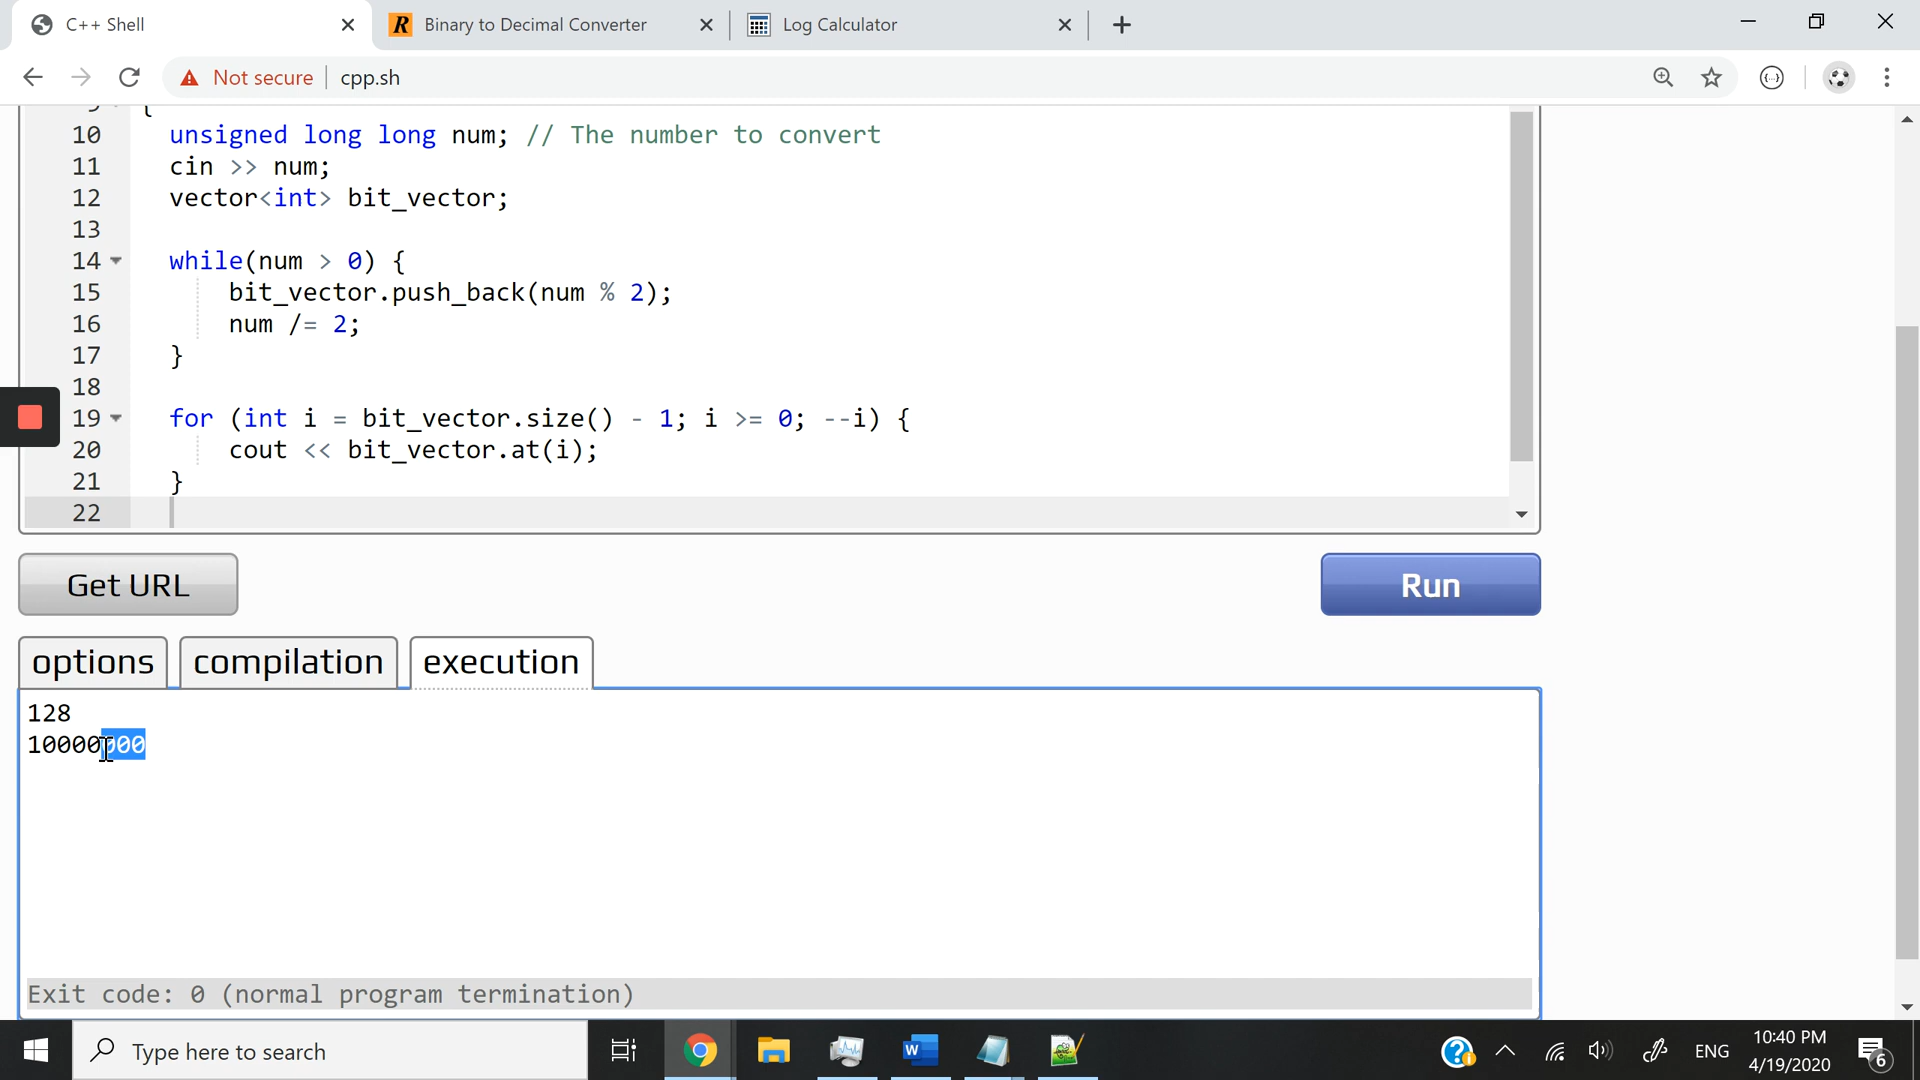 C++ Shell
Binary to Decimal Converter
Log Calculator
Not secure
cpp.sh
9 {
10 unsigned long long num; // The number to convert
11 cin >> num;
12 vector<int> bit_vector;
13
14 while(num > 0) {
15 bit_vector.push_back(num % 2);
16 num /= 2;
17 }
18
19 for (int i = bit_vector.size() - 1; i >= 0; --i) {
20 cout << bit_vector.at(i);
21 }
22
Get URL
Run
options
compilation
execution
128
10000000
Exit code: 0 (normal program termination)
Type here to search
ENG
10:40 PM
4/19/2020
6